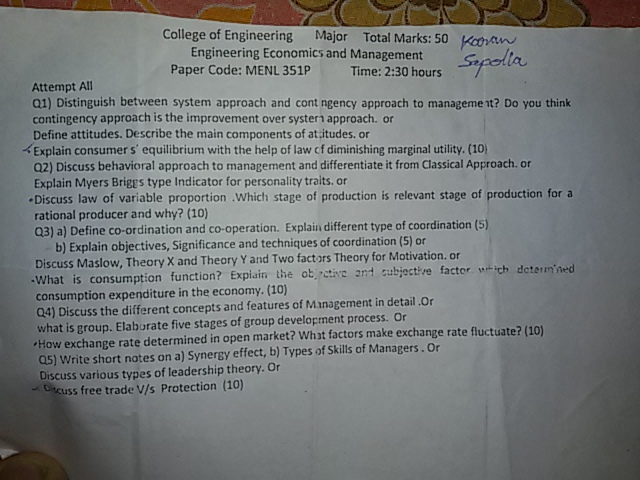 College of Engineering Major Total Marks: 50
Engineering Economics and Management
Paper Code: MENL 351P Time: 2:30 hours
Attempt All
Q1) Distinguish between system approach and contingency approach to management? Do you think
contingency approach is the improvement over system approach. or
Define attitudes. Describe the main components of attitudes. or
Explain consumers' equilibrium with the help of law of diminishing marginal utility. (10)
Q2) Discuss behavioral approach to management and differentiate it from Classical Approach. or
Explain Myers Briggs type Indicator for personality traits. or
Discuss law of variable proportion .Which stage of production is relevant stage of production for a
rational producer and why? (10)
Q3) a) Define co-ordination and co-operation. Explain different type of coordination (5)
b) Explain objectives, Significance and techniques of coordination (5) or
Discuss Maslow, Theory X and Theory Y and Two factors Theory for Motivation. or
What is consumption function? Explain the objective and subjective factor which determined
consumption expenditure in the economy. (10)
Q4) Discuss the different concepts and features of Management in detail .Or
what is group. Elaborate five stages of group development process. Or
How exchange rate determined in open market? What factors make exchange rate fluctuate? (10)
Q5) Write short notes on a) Synergy effect, b) Types of Skills of Managers . Or
Discuss various types of leadership theory. Or
Discuss free trade V/s Protection (10)